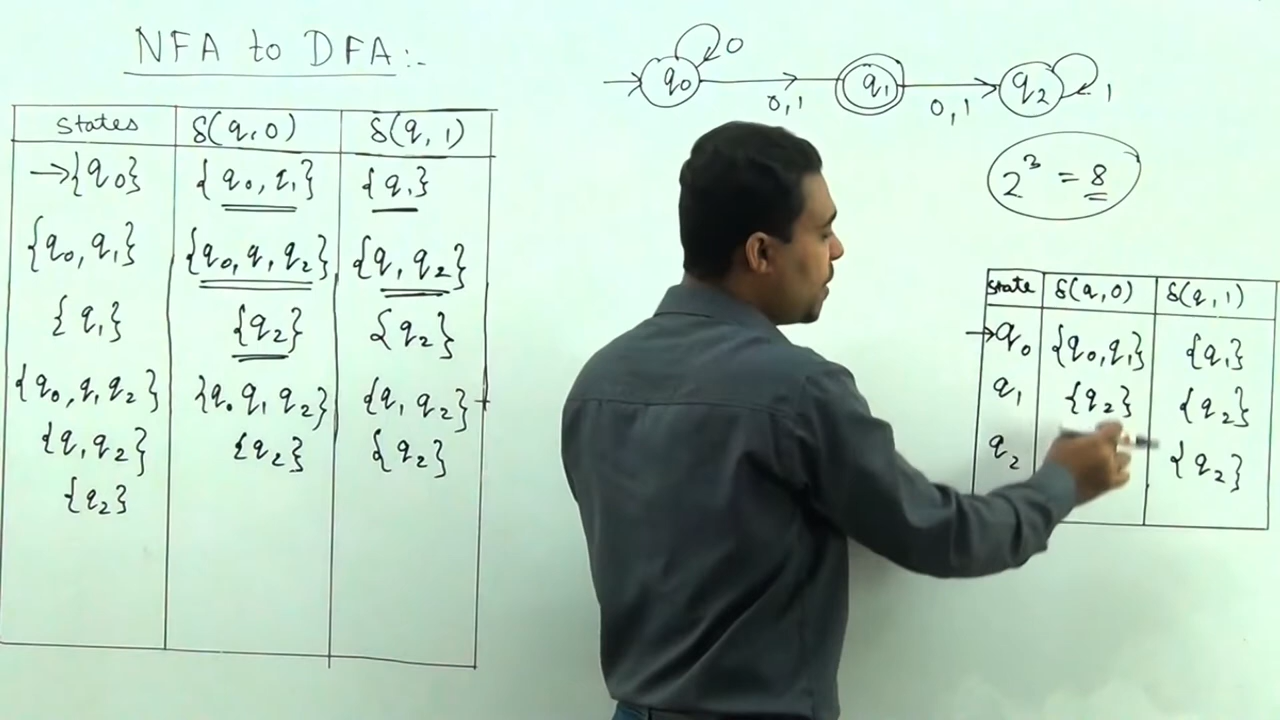 NFA to DFA:-
states δ(q,0) δ(q,1)
→{q0} {q0,q1} {q1}
{q0,q1} {q0,q1 q2} {q1 q2}
{q1} {q2} {q2}
{q0,q1 q2} {q0 q1 q2} {q1 q2}
{q1 q2} {q2} {q2}
{q2}
0
q0 q1 q2
0,1 0,1 1
2³ = 8
state δ(q,0) δ(q,1)
→q0 {q0,q1} {q1}
q1 {q2} {q2}
q2 {q2}